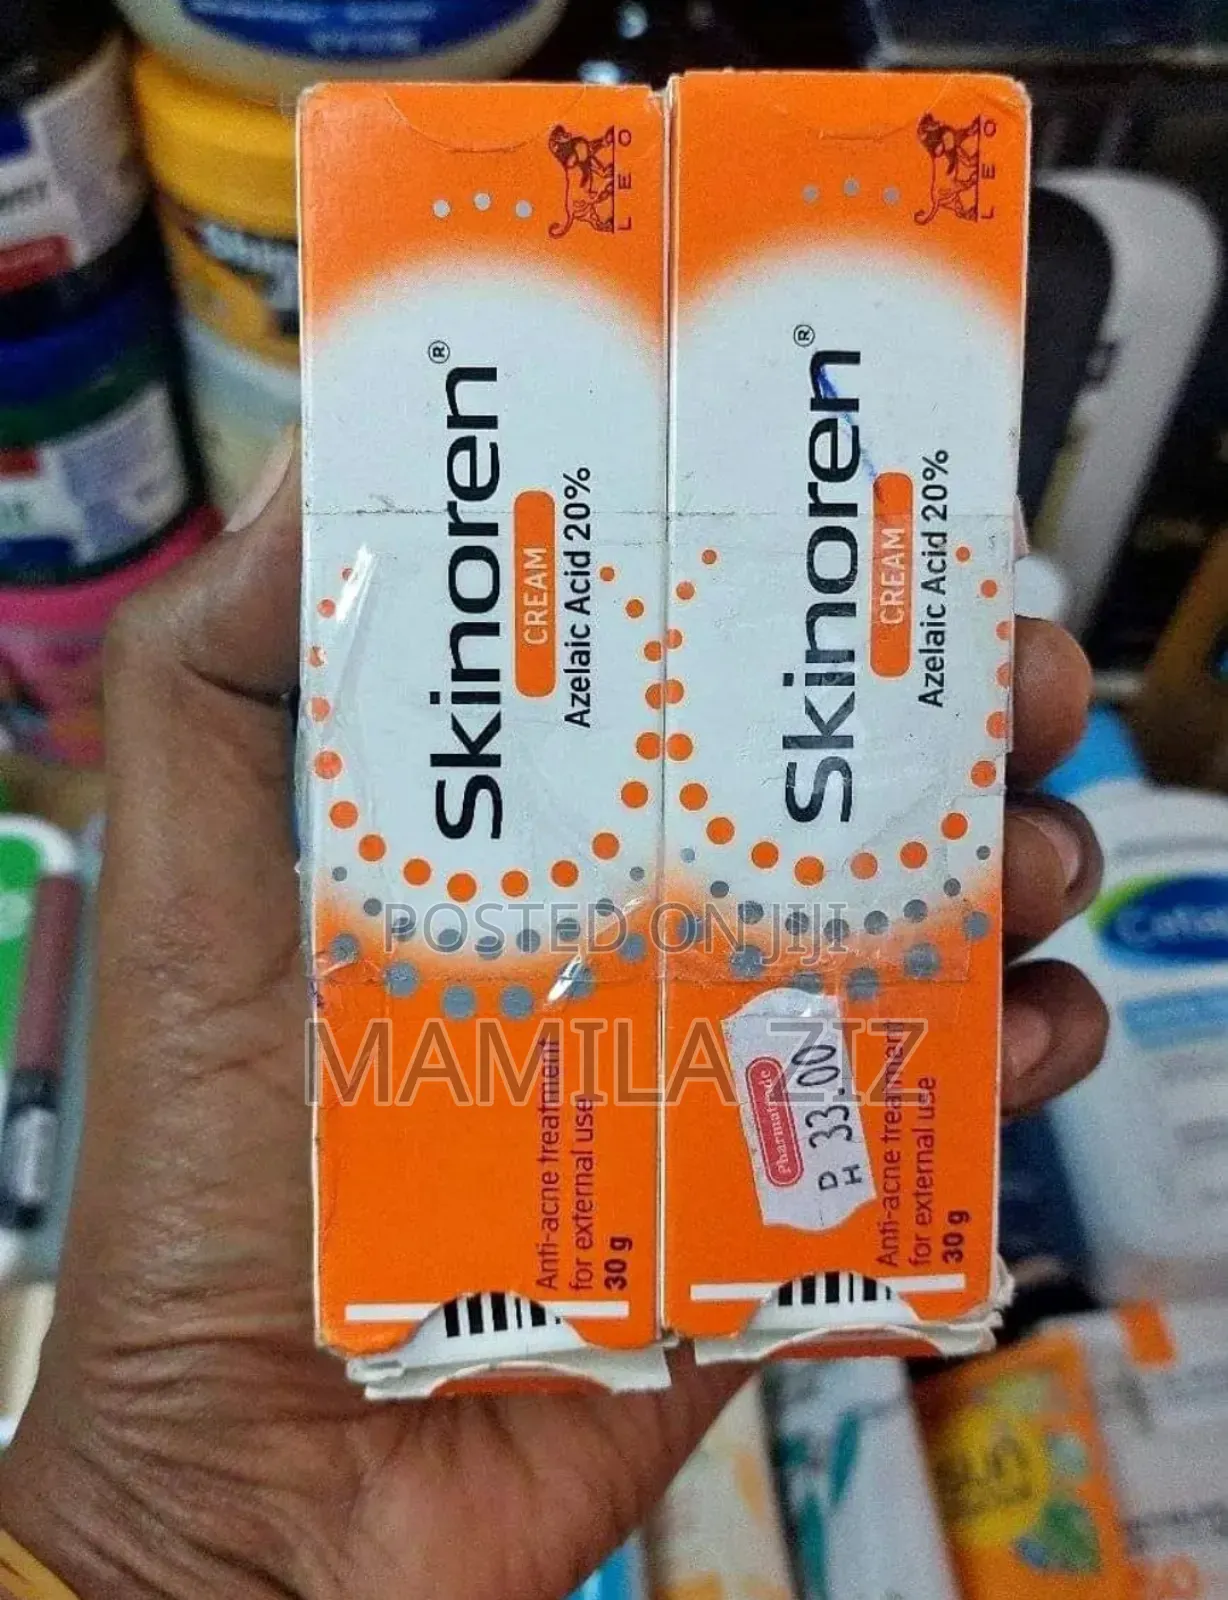 LEO
Skinoren®
CREAM
Azelaic Acid 20%
Anti-acne treatment
for external use
30 g
LEO
Skinoren®
CREAM
Azelaic Acid 20%
Pharmatrade
DH 33.00
Anti-acne treatment
for external use
30 g
POSTED ON JIJI
MAMILA ZIZ